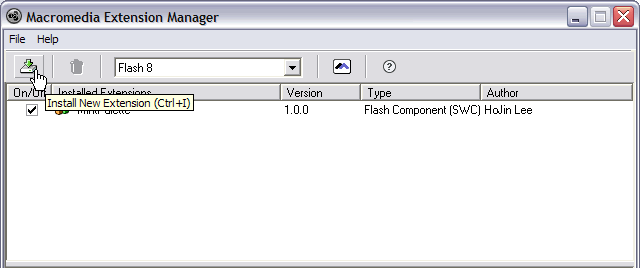 Macromedia Extension Manager
File Help
Flash 8
On/Off Installed Extensions Version Type Author
Install New Extension (Ctrl+I)
1.0.0 Flash Component (SWC) HoJin Lee